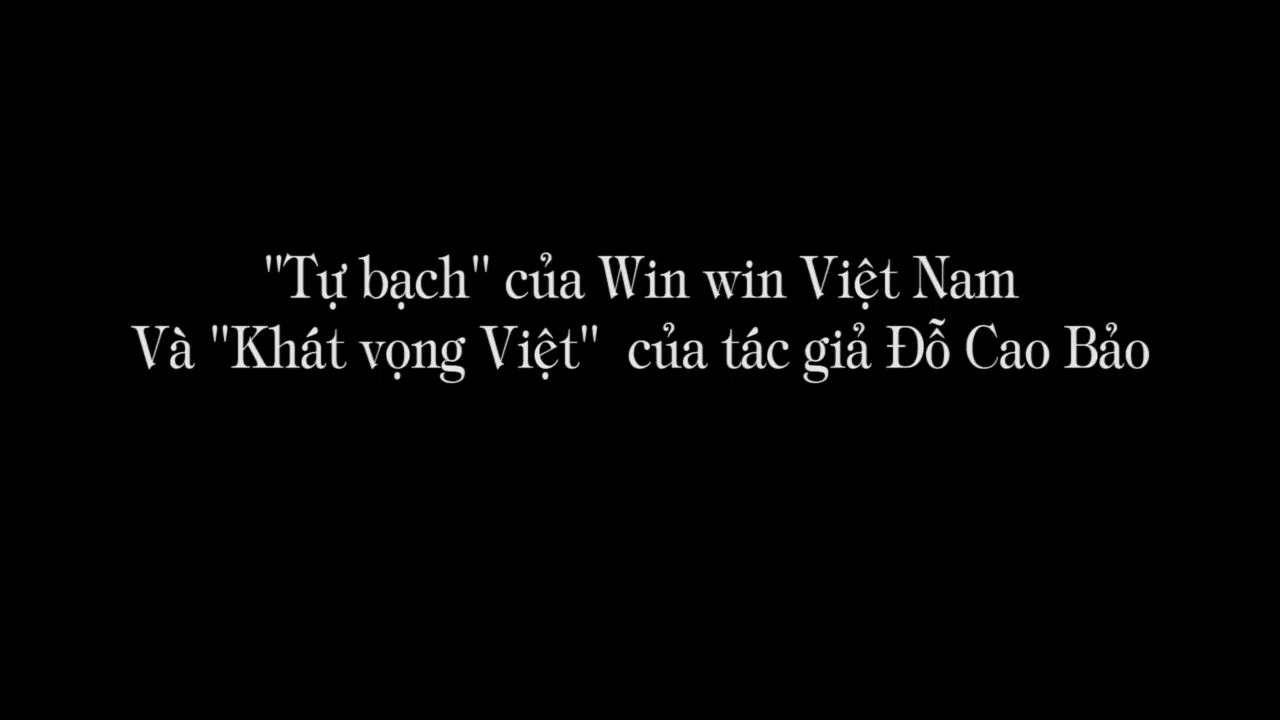 "Tự bạch" của Win win Việt Nam
Và "Khát vọng Việt" của tác giả Đỗ Cao Bảo